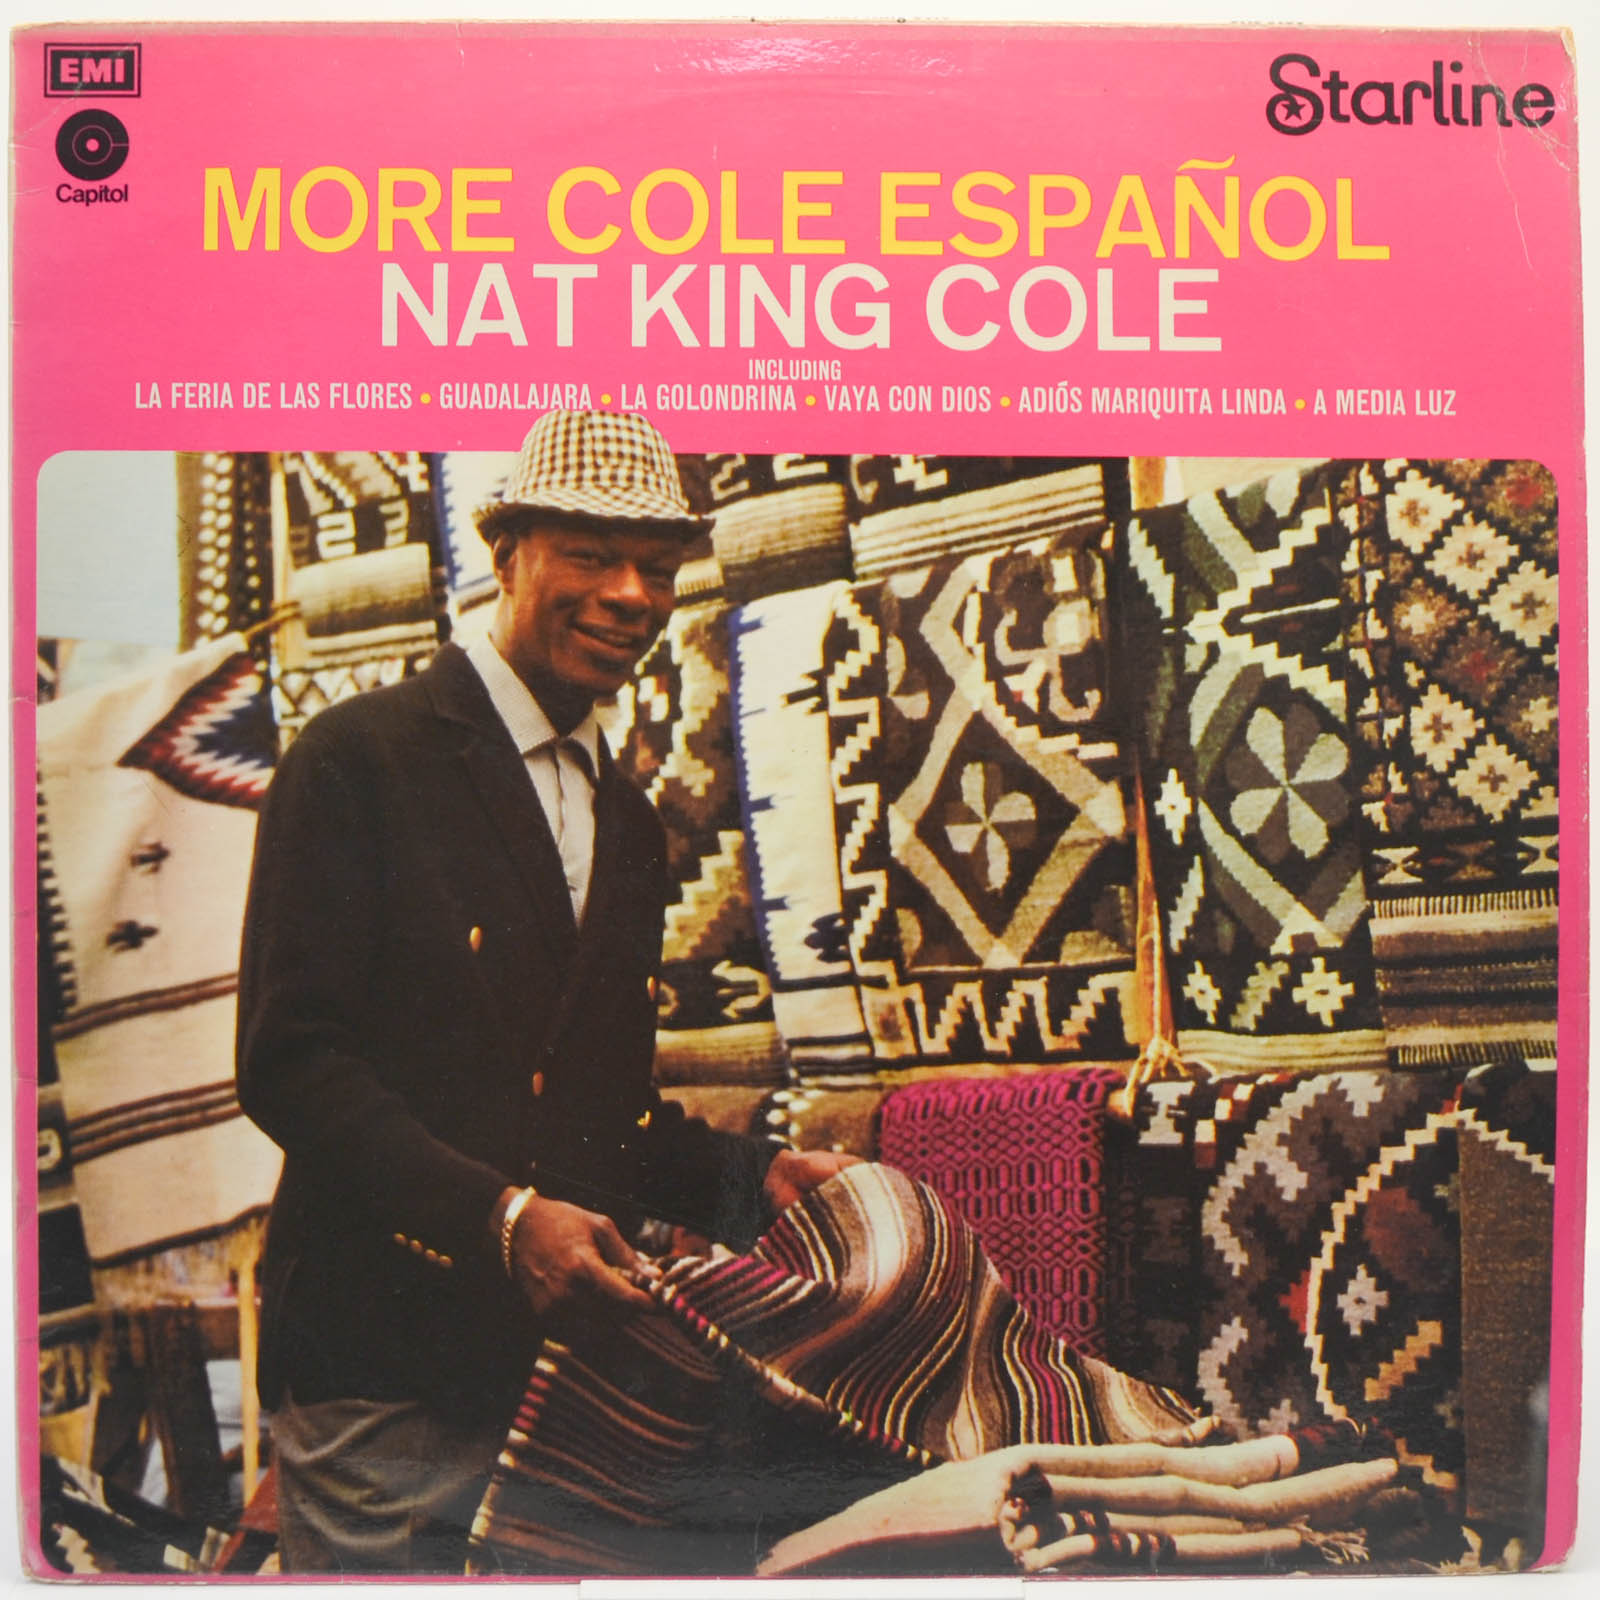 EMI
Capitol
Starline
MORE COLE ESPAÑOL
NAT KING COLE
INCLUDING
LA FERIA DE LAS FLORES • GUADALAJARA • LA GOLONDRINA • VAYA CON DIOS • ADIÓS MARIQUITA LINDA • A MEDIA LUZ